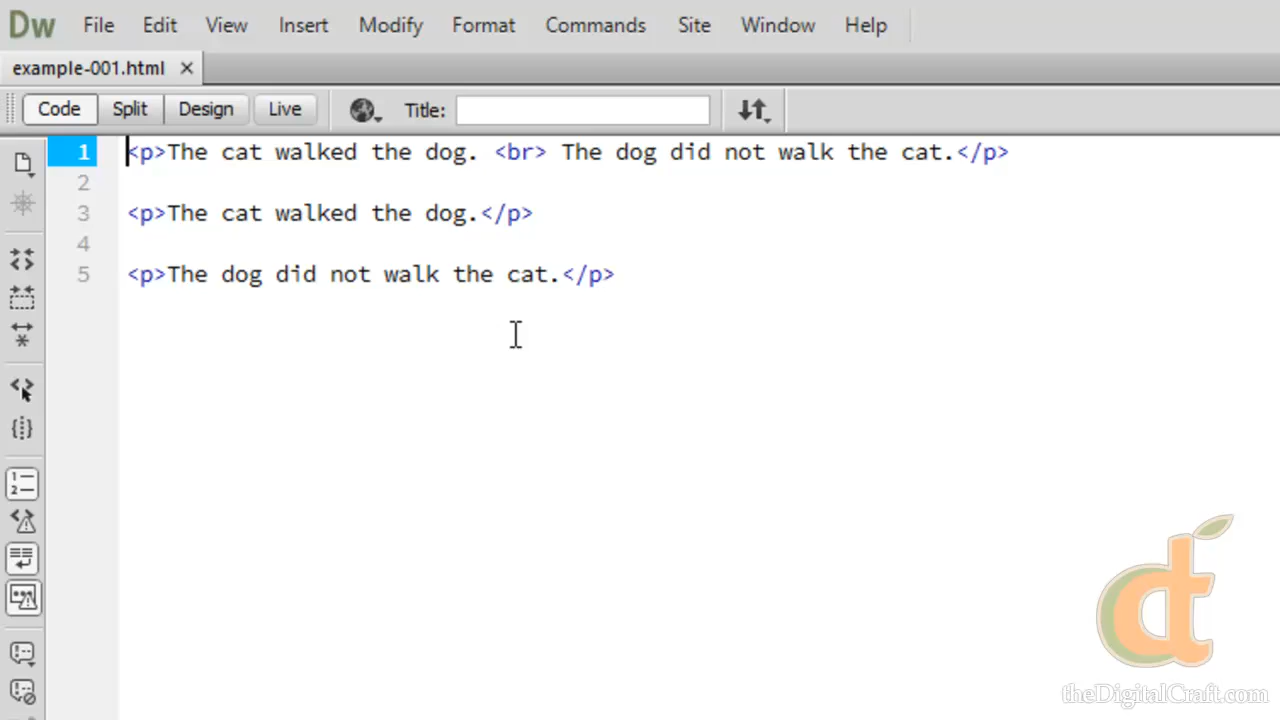 Dw File Edit View Insert Modify Format Commands Site Window Help
example-001.html ×
Code Split Design Live Title:
1 <p>The cat walked the dog. <br> The dog did not walk the cat.</p>
2
3 <p>The cat walked the dog.</p>
4
5 <p>The dog did not walk the cat.</p>
dt
theDigitalCraft.com